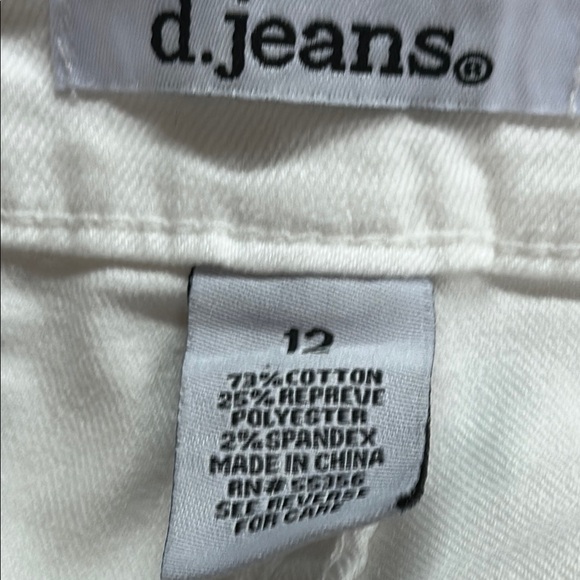 d.jeans®
12
73% COTTON
25% REPREVE
POLYESTER
2% SPANDEX
MADE IN CHINA
RN#
SEE REVERSE
FOR CARE